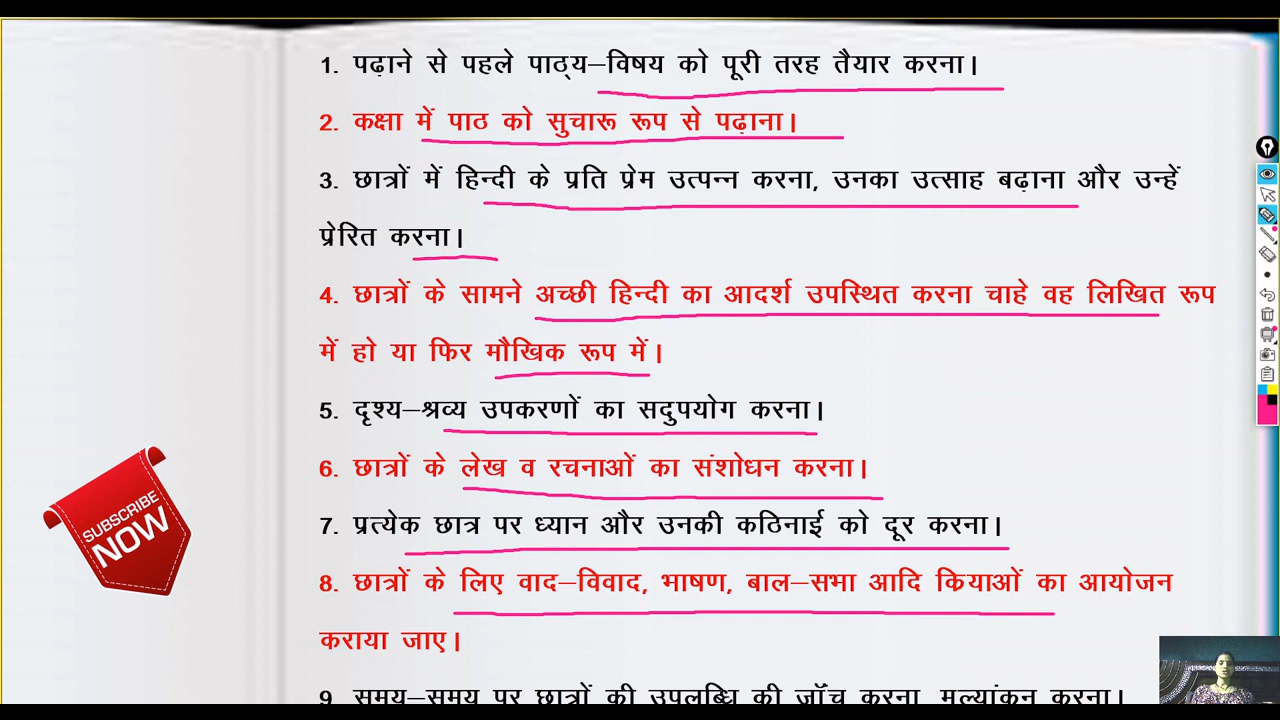 1. पढ़ाने से पहले पाठ्य–विषय को पूरी तरह तैयार करना।
2. कक्षा में पाठ को सुचारू रूप से पढ़ाना।
3. छात्रों में हिन्दी के प्रति प्रेम उत्पन्न करना, उनका उत्साह बढ़ाना और उन्हें
प्रेरित करना।
4. छात्रों के सामने अच्छी हिन्दी का आदर्श उपस्थित करना चाहे वह लिखित रूप
में हो या फिर मौखिक रूप में।
5. दृश्य–श्रव्य उपकरणों का सदुपयोग करना।
6. छात्रों के लेख व रचनाओं का संशोधन करना।
7. प्रत्येक छात्र पर ध्यान और उनकी कठिनाई को दूर करना।
8. छात्रों के लिए वाद–विवाद, भाषण, बाल–सभा आदि कियाओं का आयोजन
कराया जाए।
9. समय–समय पर छात्रों की उपलब्धि की जॉंच करना, मूल्यांकन करना।
SUBSCRIBE
NOW